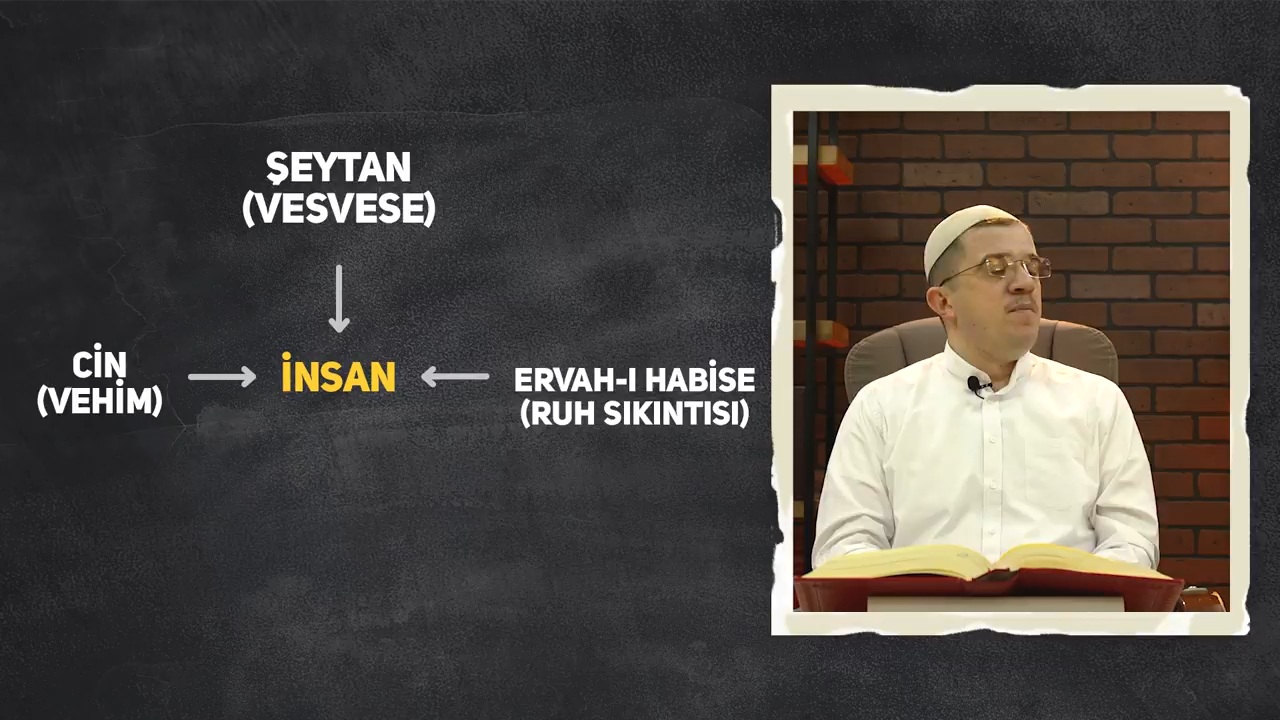 ŞEYTAN
(VESVESE)
CİN
(VEHİM)
İNSAN
ERVAH-I HABİSE
(RUH SIKINTISI)